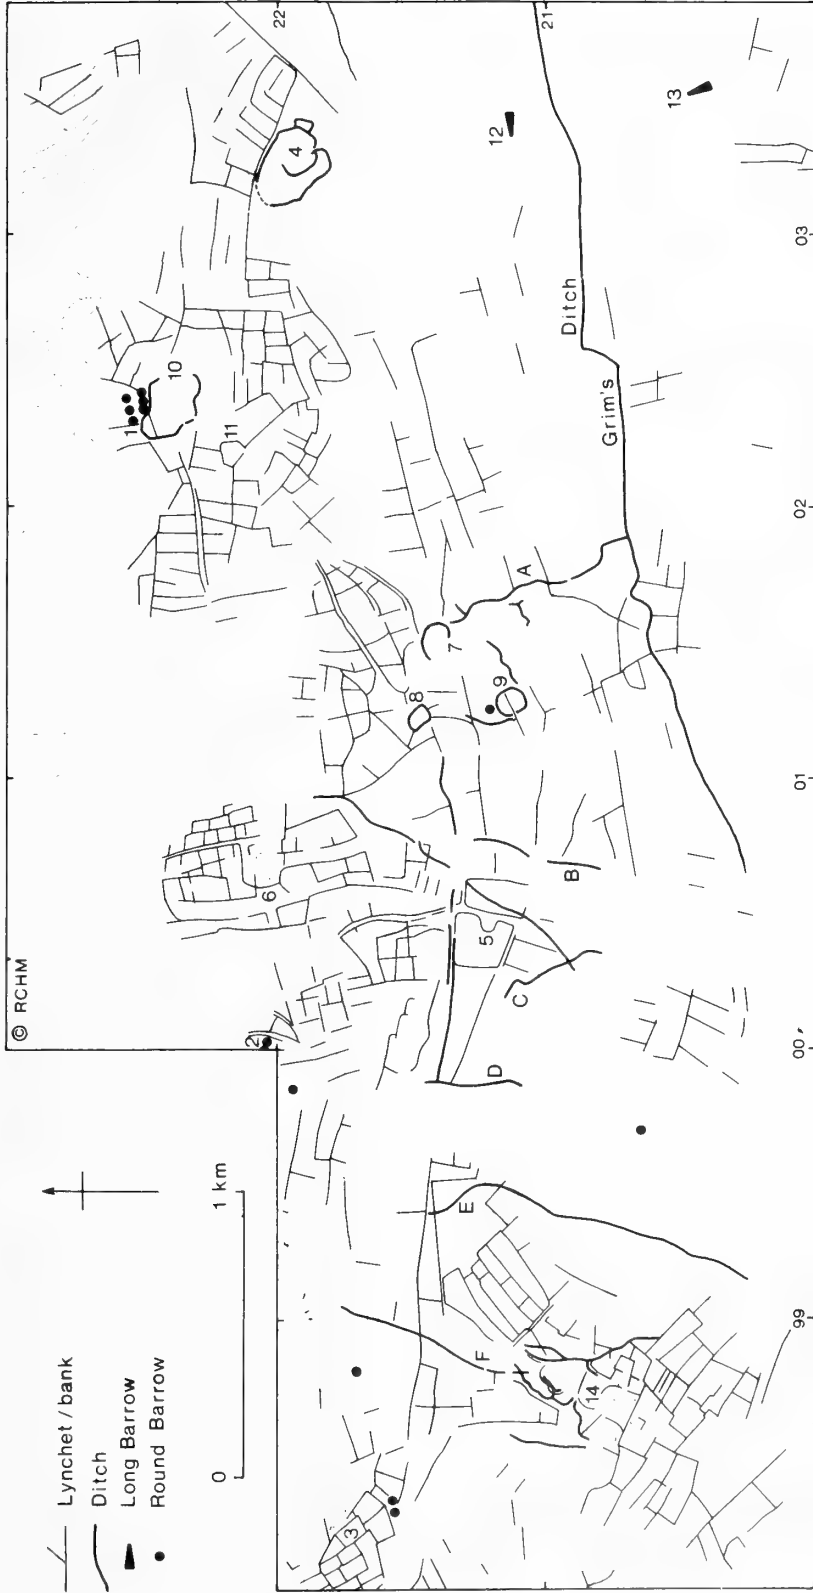 © RCHM
Lynchet / bank
Ditch
Long Barrow
Round Barrow
0 1 km
22
21
99
00
01
02
03
Grim's Ditch
A
B
C
D
E
F
1
2
3
4
5
6
7
8
9
10
11
12
13
14